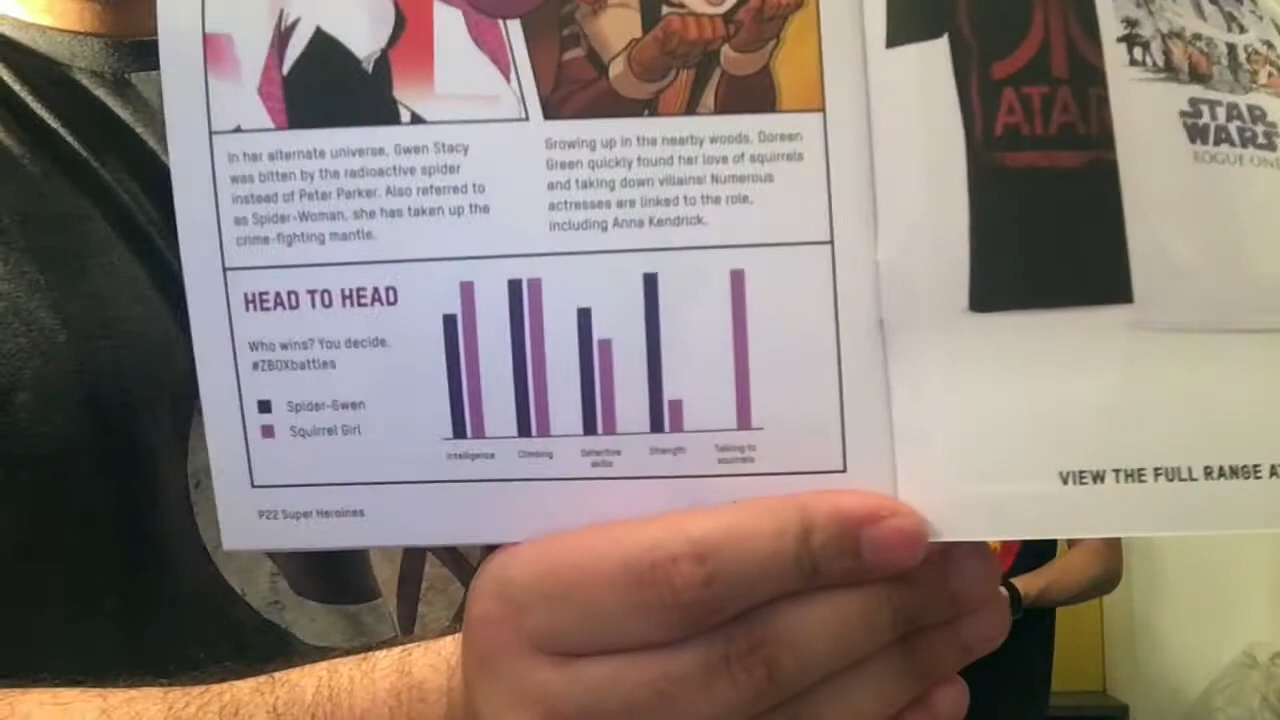 In her alternate universe, Gwen Stacy
was bitten by the radioactive spider
instead of Peter Parker. Also referred to
as Spider-Woman, she has taken up the
crime-fighting mantle.
Growing up in the nearby woods, Doreen
Green quickly found her love of squirrels
and taking down villains! Numerous
actresses are linked to the role,
including Anna Kendrick.
HEAD TO HEAD
Who wins? You decide.
#ZBOXbattles
Spider-Gwen
Squirrel Girl
Intelligence
Climbing
Detective
skills
Strength
Talking to
squirrels
P22 Super Heroines
ATAR
STAR
WARS
ROGUE ONE
VIEW THE FULL RANGE A